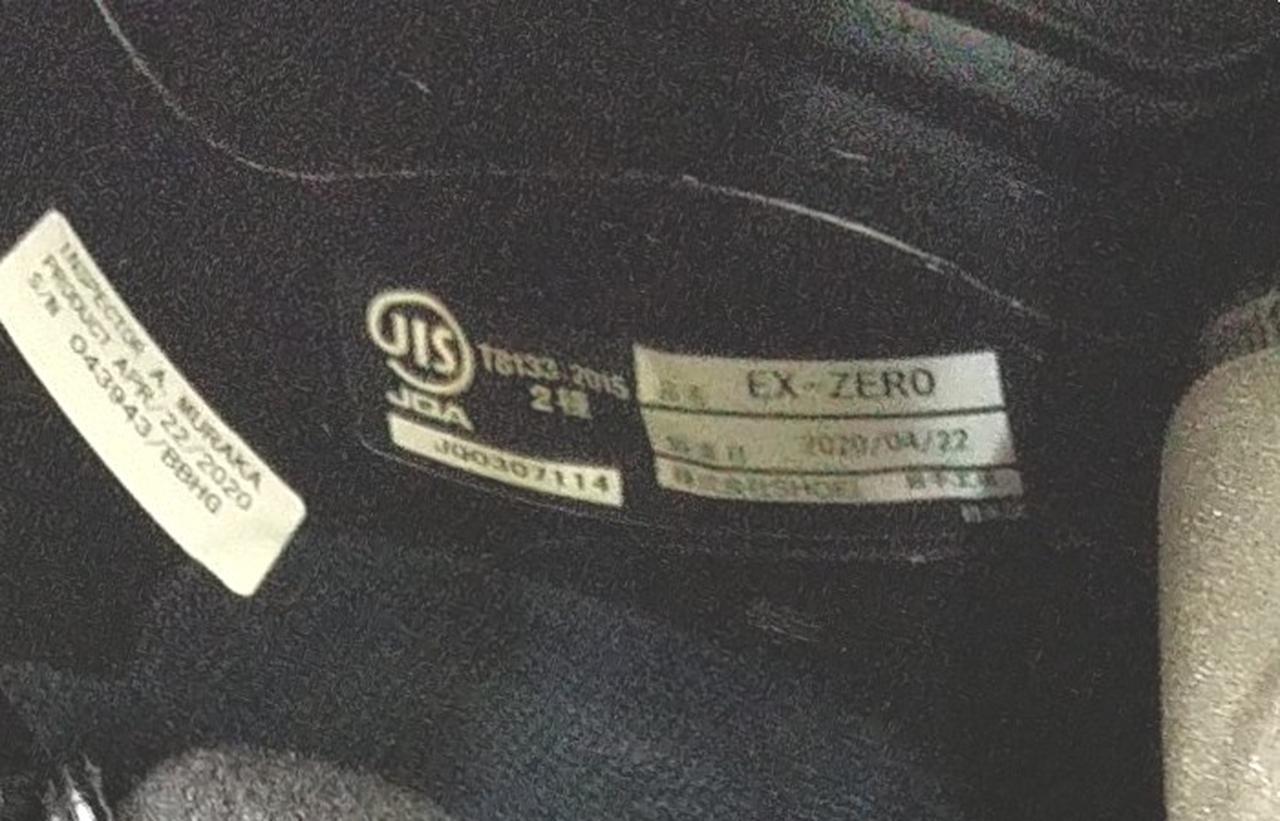 INSPECTOR A. MURAKA
PRODUCT APR/22/2020
S/N 043943/BBHG
JIS
T8133-2015
2種
JQA
JQ0307114
EX-ZERO
2020/04/22